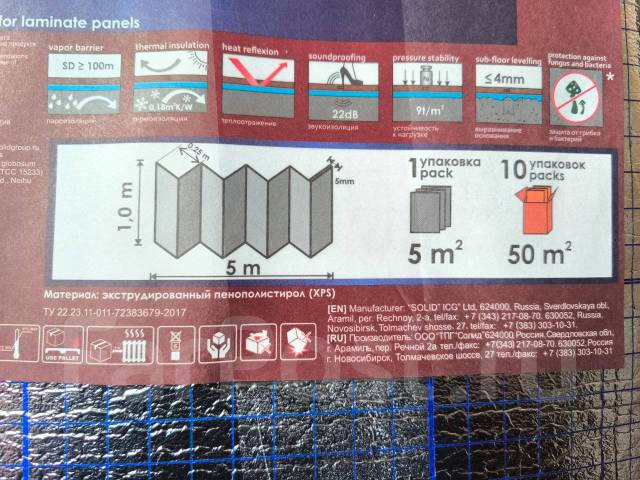 for laminate panels
vapor barrier
SD ≥ 100m
пароизоляция
thermal insulation
0,18m²K/W
термоизоляция
heat reflexion
теплоотражение
soundproofing
22dB
звукоизоляция
pressure stability
9t/m²
устойчивость
к нагрузке
sub-floor levelling
≤4mm
выравнивание
основания
protection against
fungus and bacteria
*
защита от грибка
и бактерий
olidgroup.ru
globosum
TCC 15233)
d., Neihu
0,25 m
5mm
1,0 m
5 m
1 упаковка
pack
5 m²
10 упаковок
packs
50 m²
Материал: экструдированный пенополистирол (XPS)
ТУ 22.23 11-011-72383679-2017
USE PALLET
[EN] Manufacturer: "SOLID" ICG" Ltd, 624000, Russia, Sverdlovskaya obl,
Aramil, per. Rechnoy, 2-a, tel/fax: +7 (343) 217-08-70, 630052, Russia,
Novosibirsk, Tolmachev shosse, 27, tel/fax: +7 (383) 303-10-31
[RU] Производитель: ООО "ТПГ "Солид", 624000 Россия, Свердловская обл,
г. Арамиль, пер. Речной 2а тел./факс: +7(343) 217-08-70, 630052, Россия
г. Новосибирск, Толмачевское шоссе, 27 тел./факс: +7 (383) 303-10-31